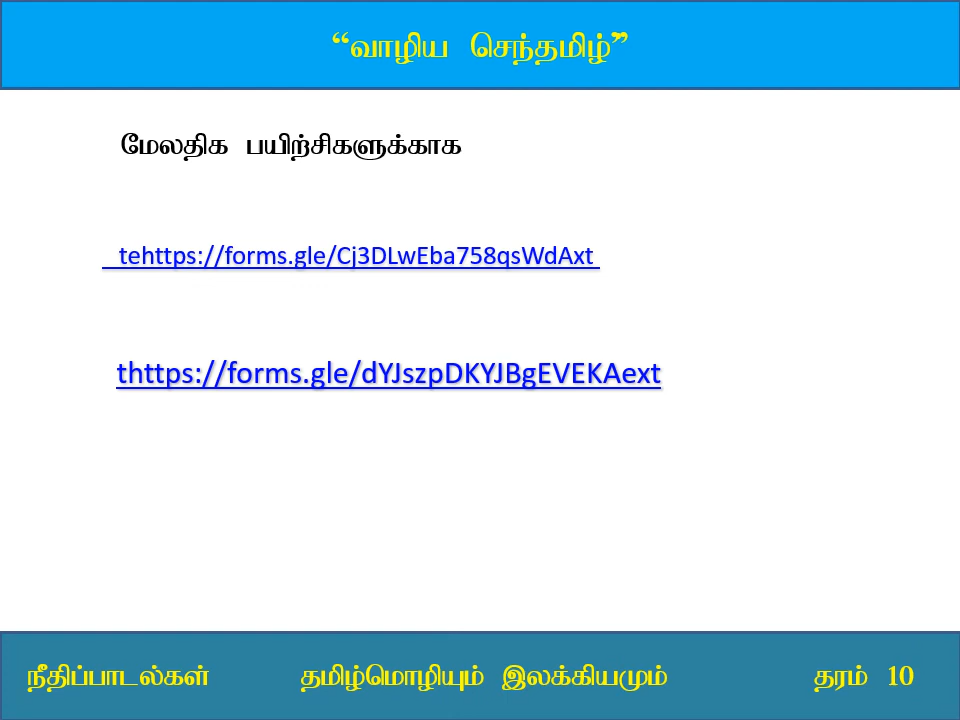 “வாழிய செந்தமிழ்”
மேலதிக பயிற்சிகளுக்காக
tehttps://forms.gle/Cj3DLwEba758qsWdAxt
thttps://forms.gle/dYJszpDKYJBgEVEKAext
நீதிப்பாடல்கள் தமிழ்மொழியும் இலக்கியமும் தரம் 10